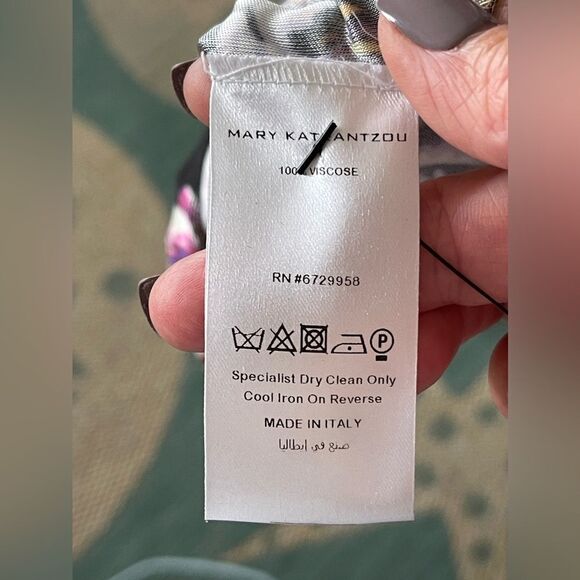 MARY KATRANTZOU
100% VISCOSE
RN #6729958
P
Specialist Dry Clean Only
Cool Iron On Reverse
MADE IN ITALY
صنع في إيطاليا